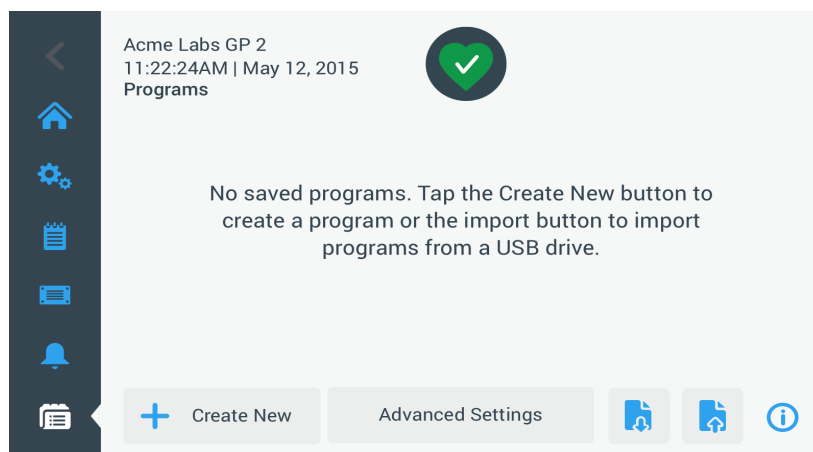 Acme Labs GP 2
11:22:24AM | May 12, 2015
Programs
No saved programs. Tap the Create New button to
create a program or the import button to import
programs from a USB drive.
Create New
Advanced Settings